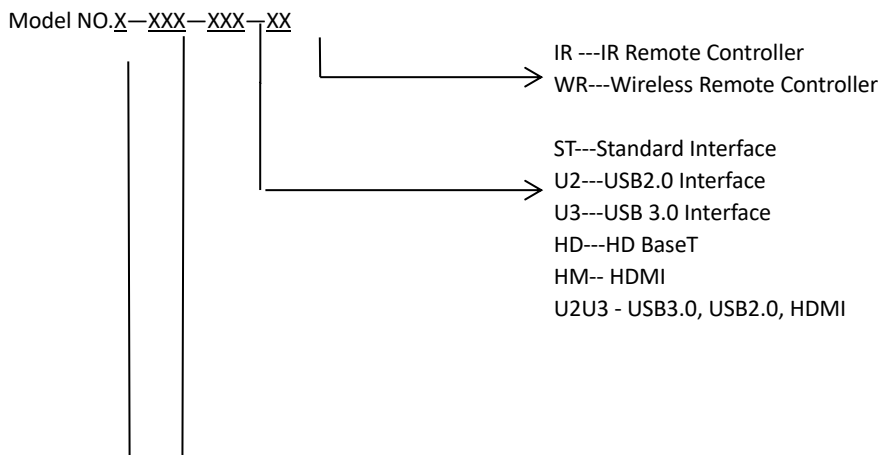 Model NO.X—XXX—XXX—XX
IR ---IR Remote Controller
WR---Wireless Remote Controller
ST---Standard Interface
U2---USB2.0 Interface
U3---USB 3.0 Interface
HD---HD BaseT
HM-- HDMI
U2U3 - USB3.0, USB2.0, HDMI